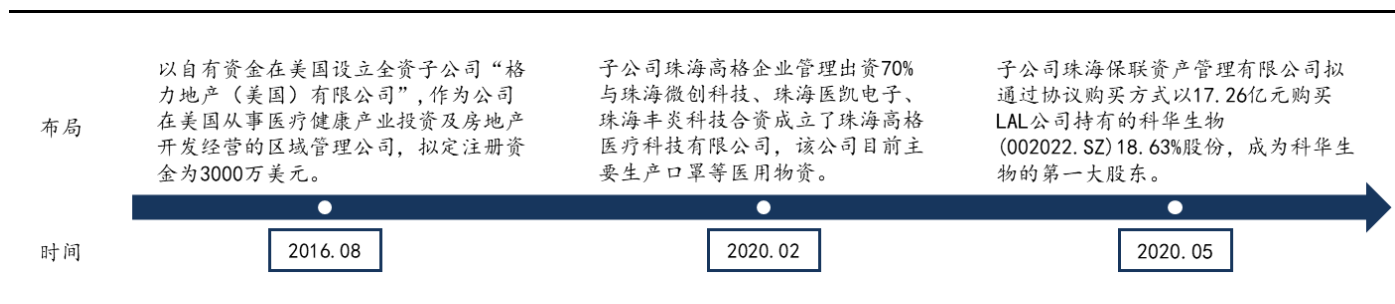 布局
以自有资金在美国设立全资子公司“格
力地产（美国）有限公司”,作为公司
在美国从事医疗健康产业投资及房地产
开发经营的区域管理公司，拟定注册资
金为3000万美元。
子公司珠海高格企业管理出资70%
与珠海微创科技、珠海医凯电子、
珠海丰炎科技合资成立了珠海高格
医疗科技有限公司，该公司目前主
要生产口罩等医用物资。
子公司珠海保联资产管理有限公司拟
通过协议购买方式以17.26亿元购买
LAL公司持有的科华生物
(002022.SZ)18.63%股份，成为科华生
物的第一大股东。
时间
2016.08
2020.02
2020.05